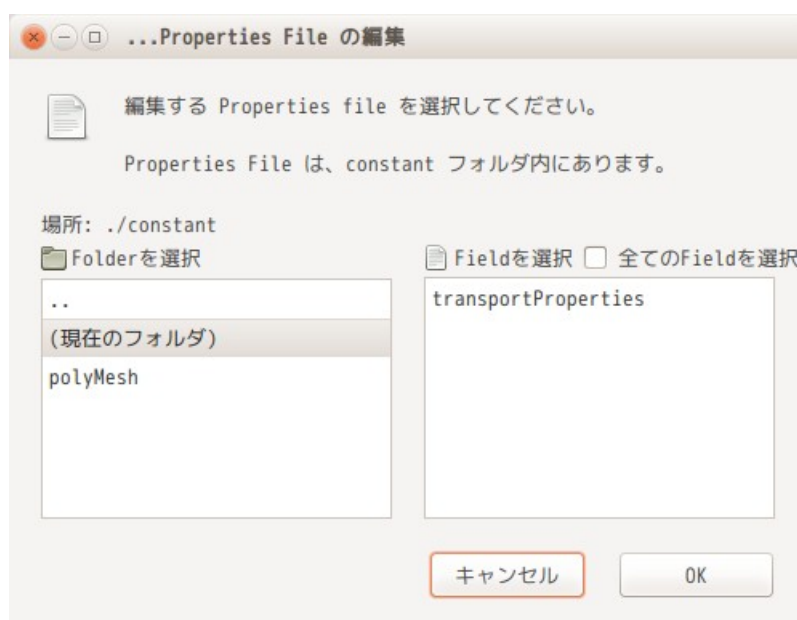 ...Properties File の編集
編集する Properties file を選択してください。
Properties File は、constant フォルダ内にあります。
場所: ./constant
Folderを選択
..
(現在のフォルダ)
polyMesh
Fieldを選択 全てのFieldを選択
transportProperties
キャンセル
OK